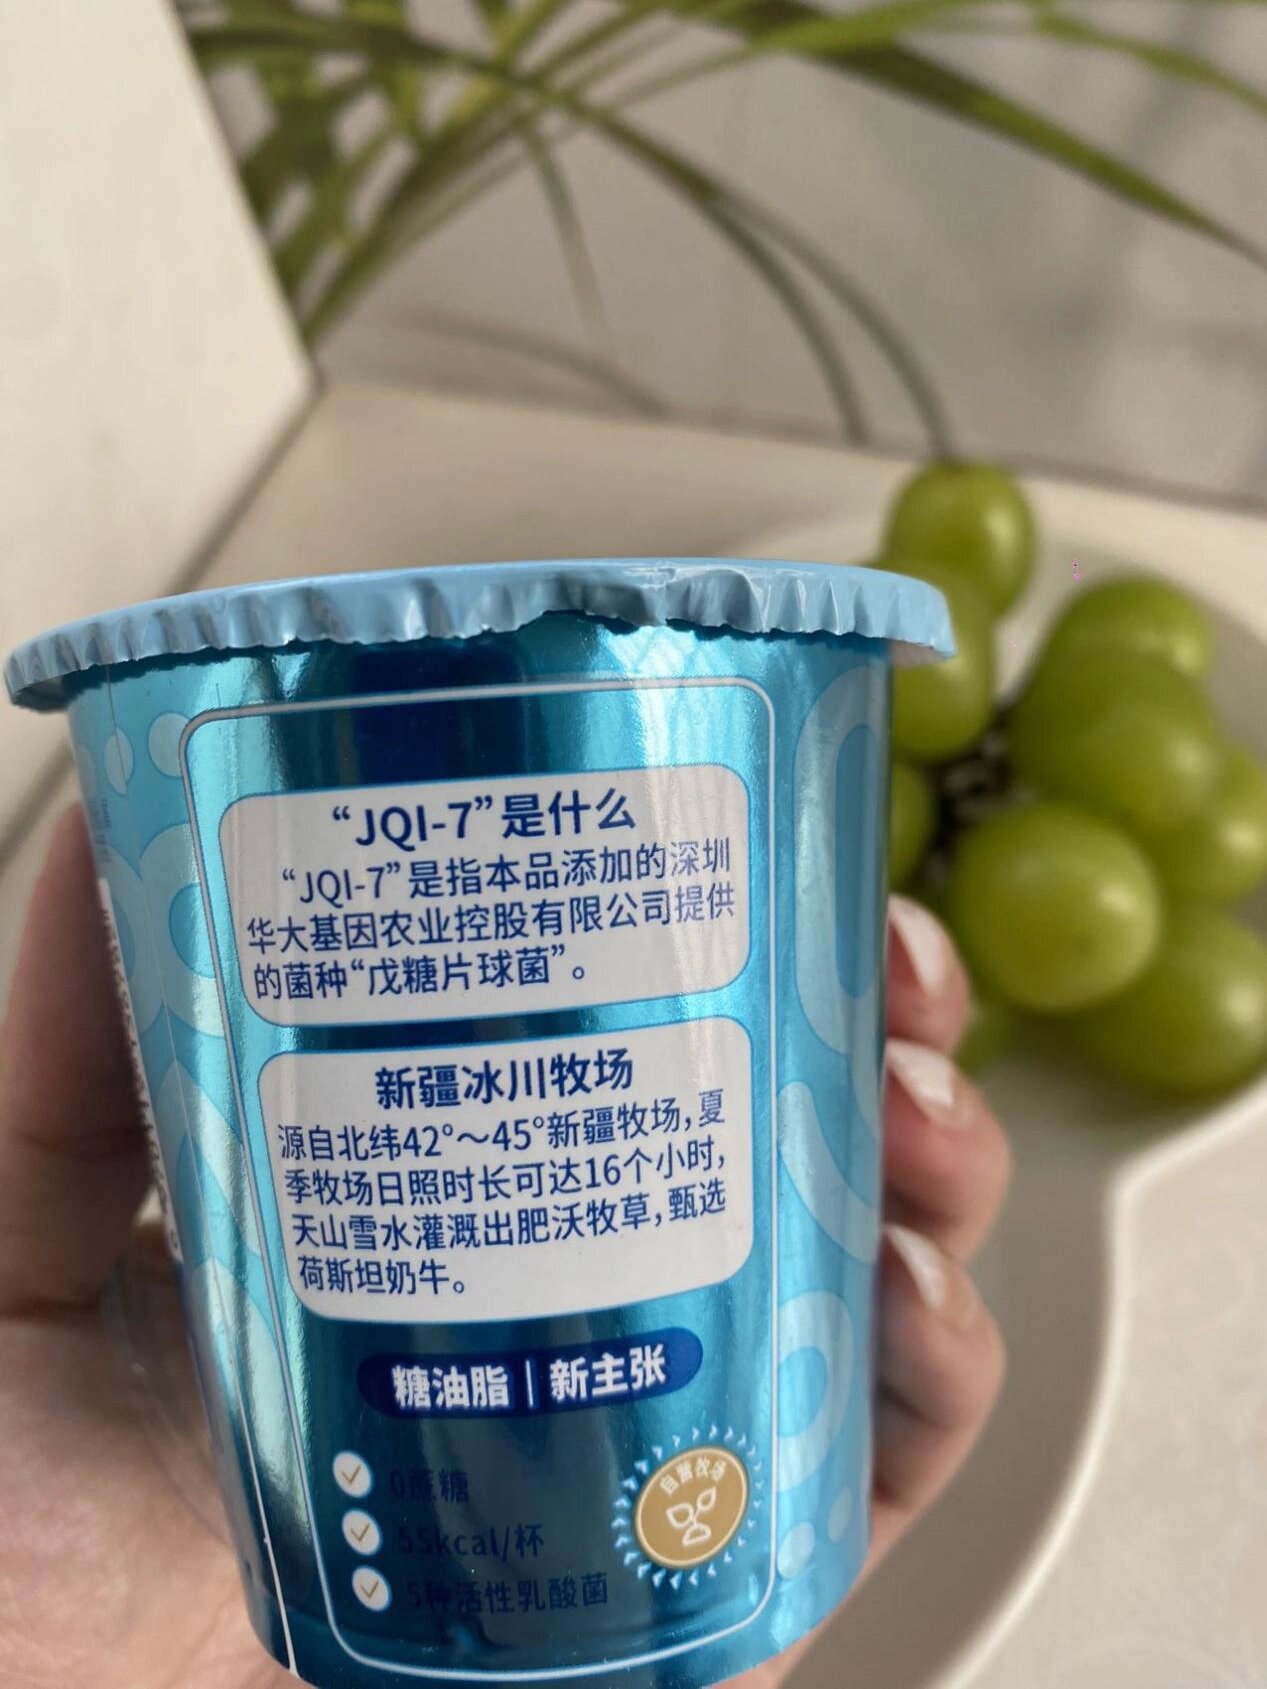 “JQI-7”是什么
“JQI-7”是指本品添加的深圳
华大基因农业控股有限公司提供
的菌种“戊糖片球菌”。
新疆冰川牧场
源自北纬42°～45°新疆牧场,夏
季牧场日照时长可达16个小时,
天山雪水灌溉出肥沃牧草,甄选
荷斯坦奶牛。
糖油脂|新主张
0蔗糖
55kcal/杯
5种活性乳酸菌
自营牧场